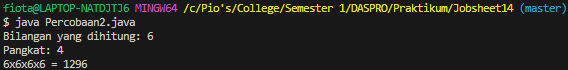 fiota@LAPTOP-NATDJTJ6 MINGW64 /c/Pio's/College/Semester 1/DASPRO/Praktikum/Jobsheet14 (master)
$ java Percobaan2.java
Bilangan yang dihitung: 6
Pangkat: 4
6x6x6x6 = 1296